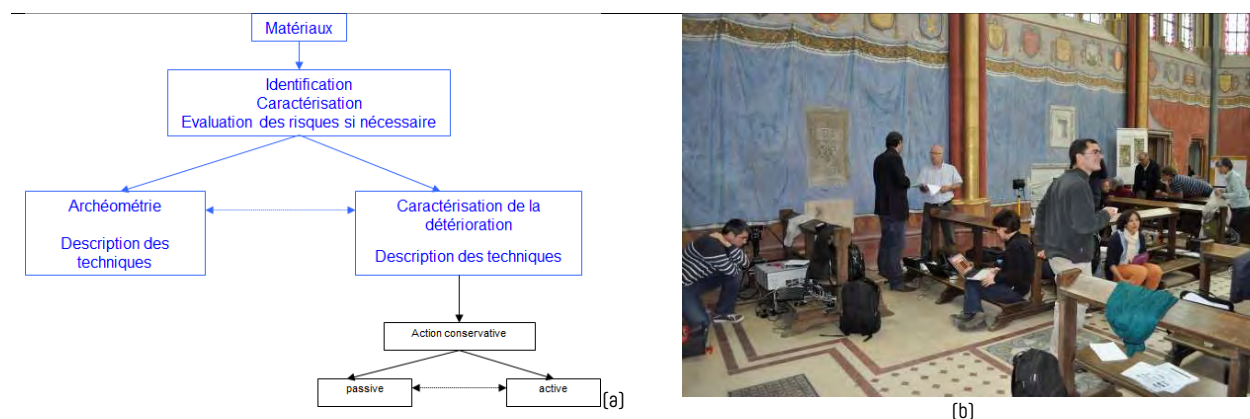 Matériaux
Identification
Caractérisation
Evaluation des risques si nécessaire
Archéométrie
Description des
techniques
Caractérisation de la
détérioration
Description des techniques
Action conservative
passive
active
(a)
(b)